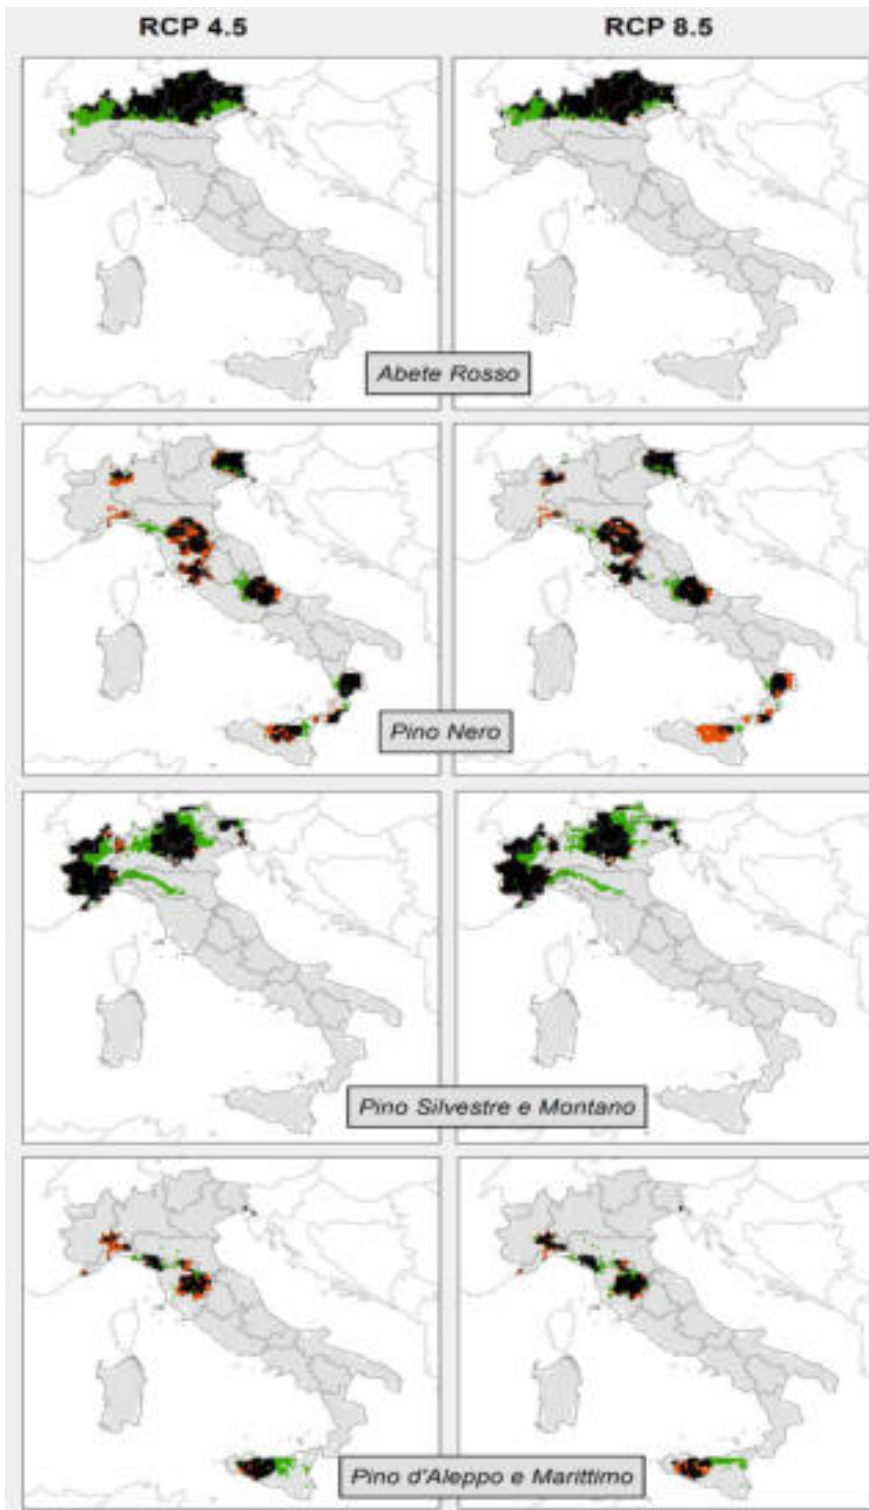 RCP 4.5
RCP 8.5
Abete Rosso
Pino Nero
Pino Silvestre e Montano
Pino d'Aleppo e Marittimo